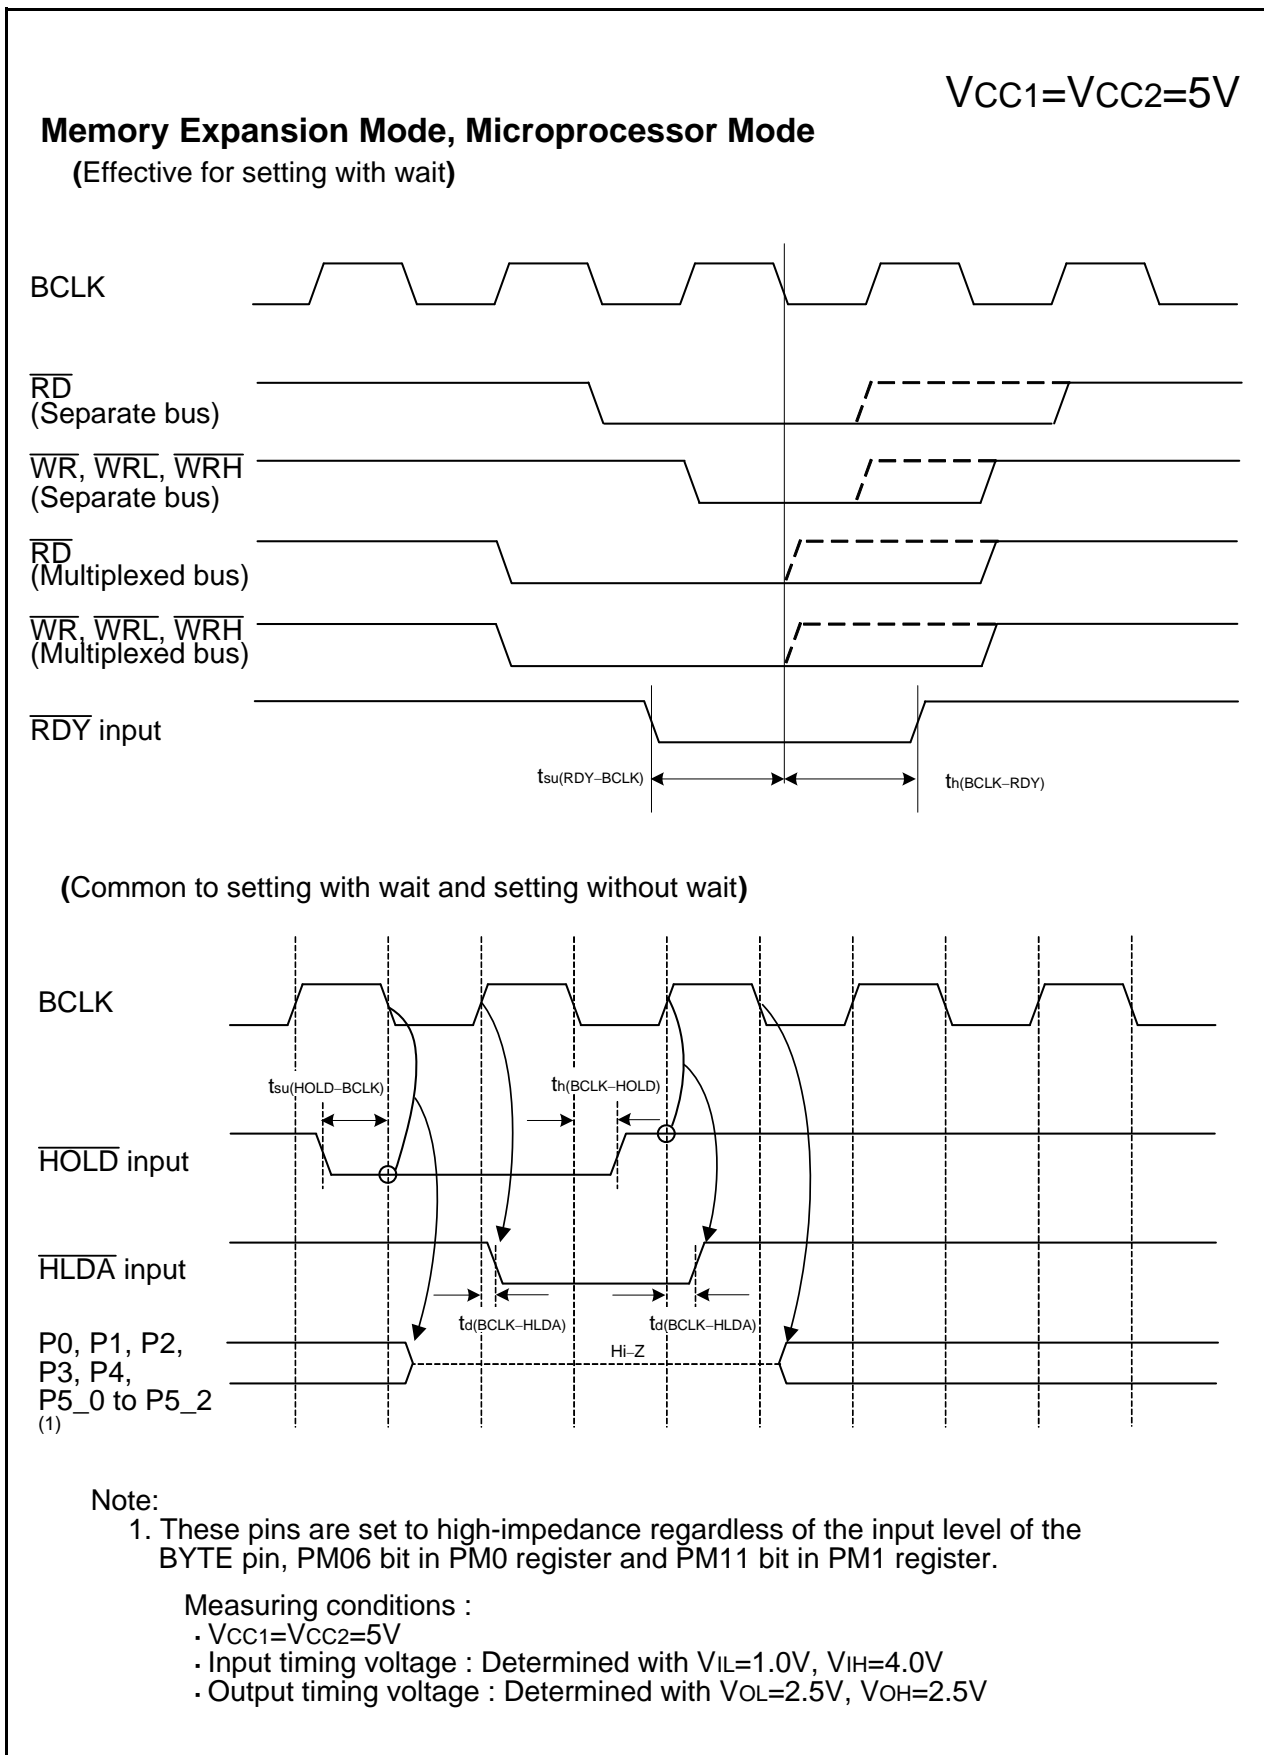 VCC1=VCC2=5V
Memory Expansion Mode, Microprocessor Mode
(Effective for setting with wait)
BCLK
RD
(Separate bus)
WR, WRL, WRH
(Separate bus)
RD
(Multiplexed bus)
WR, WRL, WRH
(Multiplexed bus)
RDY input
tsu(RDY–BCLK)
th(BCLK–RDY)
(Common to setting with wait and setting without wait)
BCLK
tsu(HOLD–BCLK)
th(BCLK–HOLD)
HOLD input
HLDA input
td(BCLK–HLDA)
td(BCLK–HLDA)
P0, P1, P2,
P3, P4,
P5_0 to P5_2
(1)
Hi–Z
Note:
1. These pins are set to high-impedance regardless of the input level of the
BYTE pin, PM06 bit in PM0 register and PM11 bit in PM1 register.
Measuring conditions :
· VCC1=VCC2=5V
· Input timing voltage : Determined with VIL=1.0V, VIH=4.0V
· Output timing voltage : Determined with VOL=2.5V, VOH=2.5V